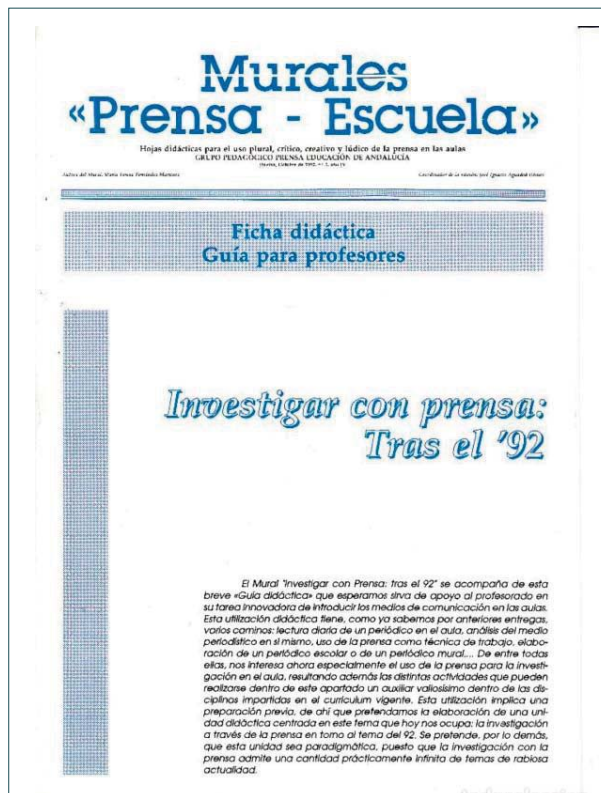 Murales
«Prensa - Escuela»
Hojas didácticas para el uso plural, crítico, creativo y lúdico de la prensa en las aulas
GRUPO PEDAGÓGICO PRENSA EDUCACIÓN DE ANDALUCÍA
Ficha didáctica
Guía para profesores
Investigar con prensa:
Tras el '92
El Mural "Investigar con Prensa: tras el 92" se acompaña de esta
breve «Guía didáctica» que esperamos sirva de apoyo al profesorado en
su tarea innovadora de introducir los medios de comunicación en las aulas.
Esta utilización didáctica tiene, como ya sabemos por anteriores entregas,
varios caminos: lectura diaria de un periódico en el aula, análisis del medio
periodístico en sí mismo, uso de la prensa como técnica de trabajo, elabo-
ración de un periódico escolar o de un periódico mural.... De entre todas
ellas, nos interesa ahora especialmente el uso de la prensa para la investi-
gación en el aula, resultando además las distintas actividades que pueden
realizarse dentro de este apartado un auxiliar valiosísimo dentro de las dis-
ciplinas impartidas en el curriculum vigente. Esta utilización implica una
preparación previa, de ahí que pretendamos la elaboración de una uni-
dad didáctica centrada en este tema que hoy nos ocupa: la investigación
a través de la prensa en torno al tema del 92. Se pretende, por lo demás,
que esta unidad sea paradigmática, puesto que la investigación con la
prensa admite una cantidad prácticamente infinita de temas de rabiosa
actualidad.